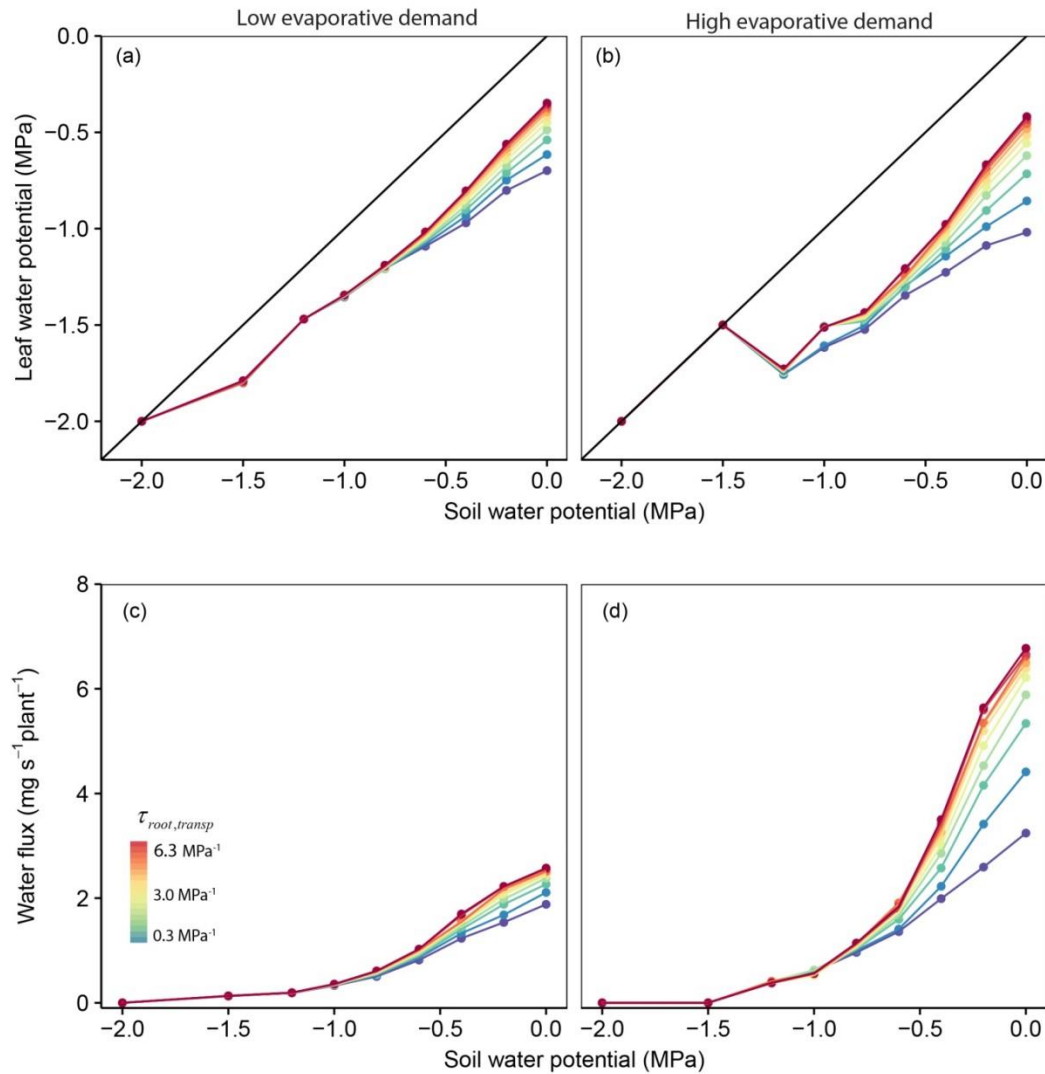 Low evaporative demand
High evaporative demand
(a)
(b)
Leaf water potential (MPa)
0.0
−0.5
−1.0
−1.5
−2.0
−2.0 −1.5 −1.0 −0.5 0.0
−2.0 −1.5 −1.0 −0.5 0.0
Soil water potential (MPa)
(c)
(d)
Water flux (mg s⁻¹plant⁻¹)
8
6
4
2
0
τroot,transp
6.3 MPa⁻¹
3.0 MPa⁻¹
0.3 MPa⁻¹
−2.0 −1.5 −1.0 −0.5 0.0
−2.0 −1.5 −1.0 −0.5 0.0
Soil water potential (MPa)